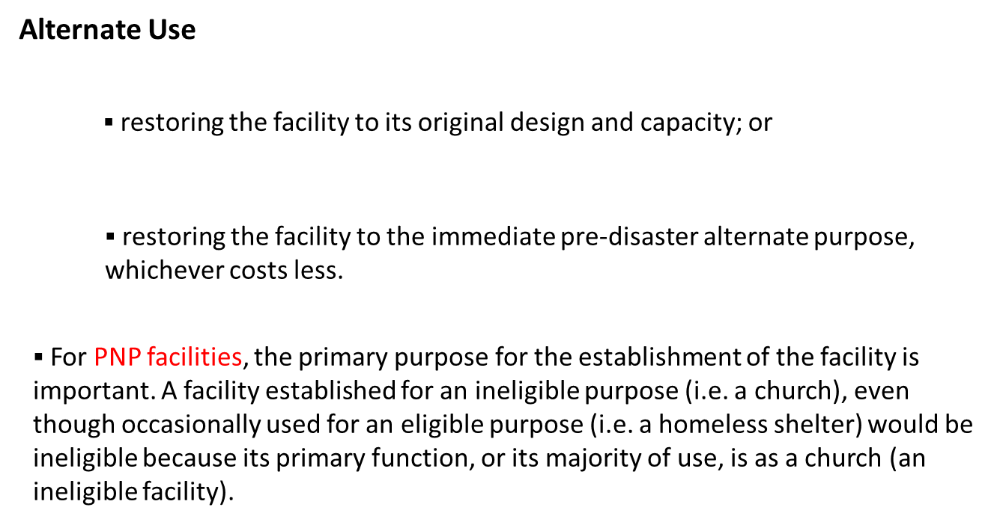 Alternate Use
▪ restoring the facility to its original design and capacity; or
▪ restoring the facility to the immediate pre-disaster alternate purpose,
whichever costs less.
▪ For PNP facilities, the primary purpose for the establishment of the facility is
important. A facility established for an ineligible purpose (i.e. a church), even
though occasionally used for an eligible purpose (i.e. a homeless shelter) would be
ineligible because its primary function, or its majority of use, is as a church (an
ineligible facility).